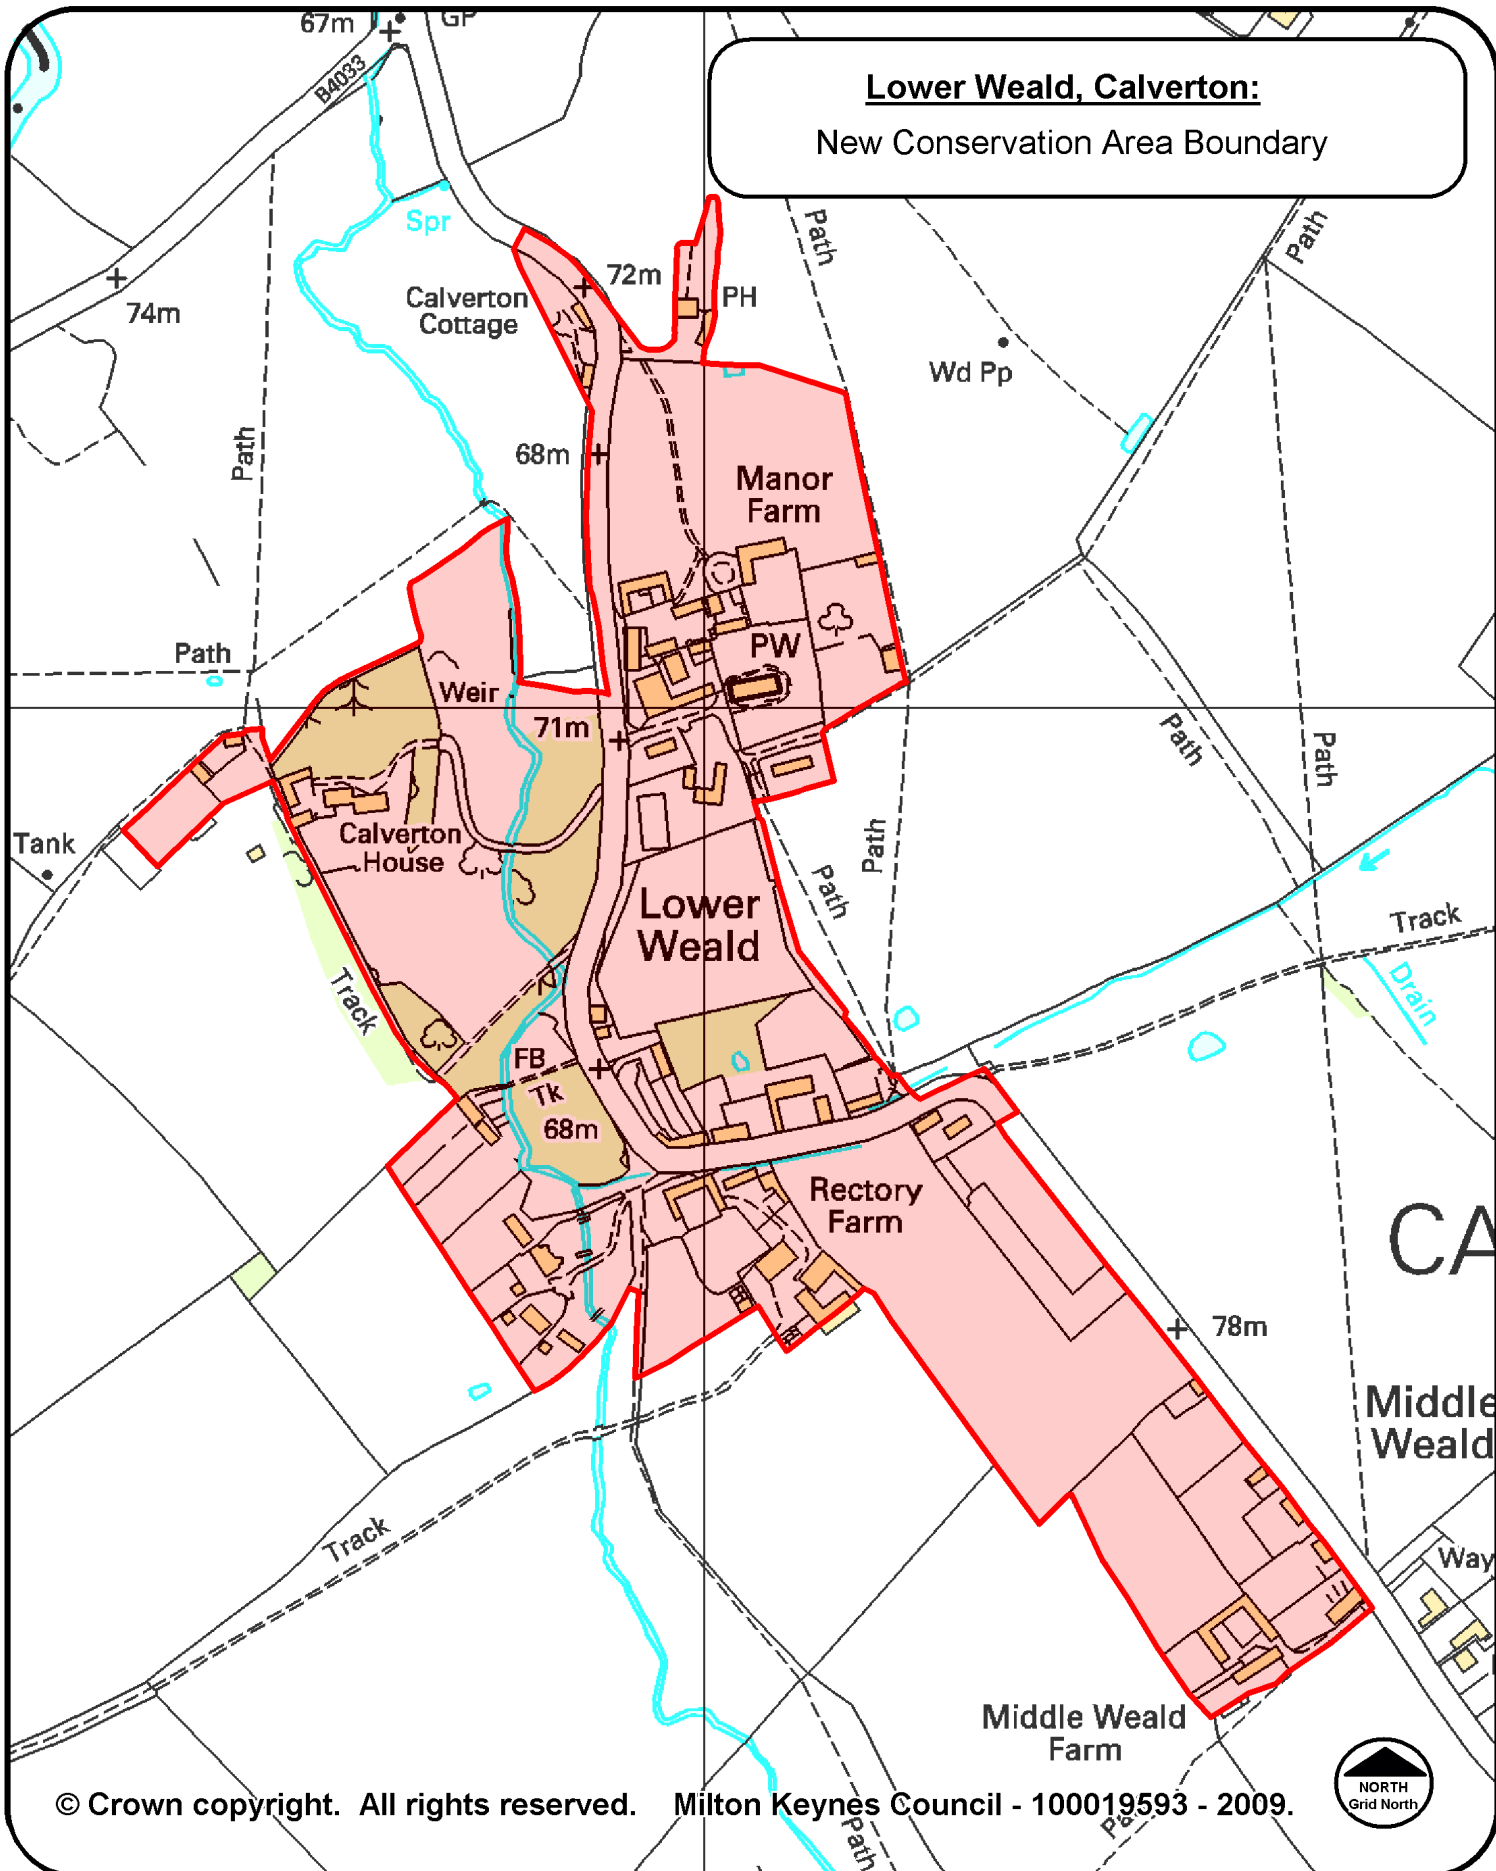 67m
GP
B4033
Lower Weald, Calverton:
New Conservation Area Boundary
Spr
Path
Path
72m
Calverton
Cottage
PH
74m
Wd Pp
Path
68m
Manor
Farm
Path
PW
Weir
71m
Path
Path
Tank
Calverton
House
Path
Path
Lower
Weald
Track
Track
Drain
FB
Tk
68m
Rectory
Farm
CA
78m
Middle
Weald
Track
Way
Middle Weald
Farm
NORTH
Grid North
© Crown copyright. All rights reserved. Milton Keynes Council - 100019593 - 2009.
Path
Pa